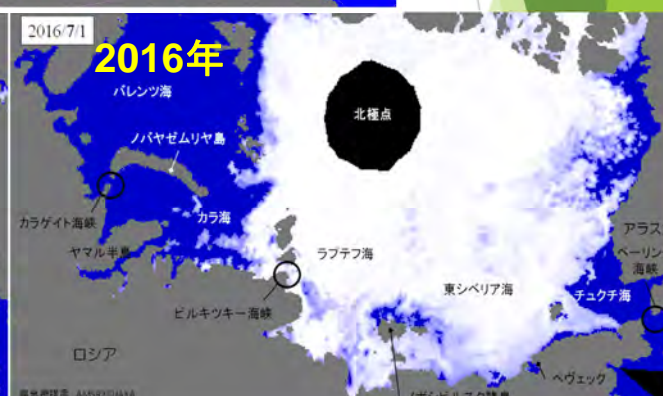 2016/7/1
2016年
バレンツ海
北極点
ノバヤゼムリヤ島
カラゲイト海峡
カラ海
アラス
ヤマル半島
ラプテフ海
ベーリン
海峡
東シベリア海
チュクチ海
ビルキツキー海峡
ロシア
ペヴェック